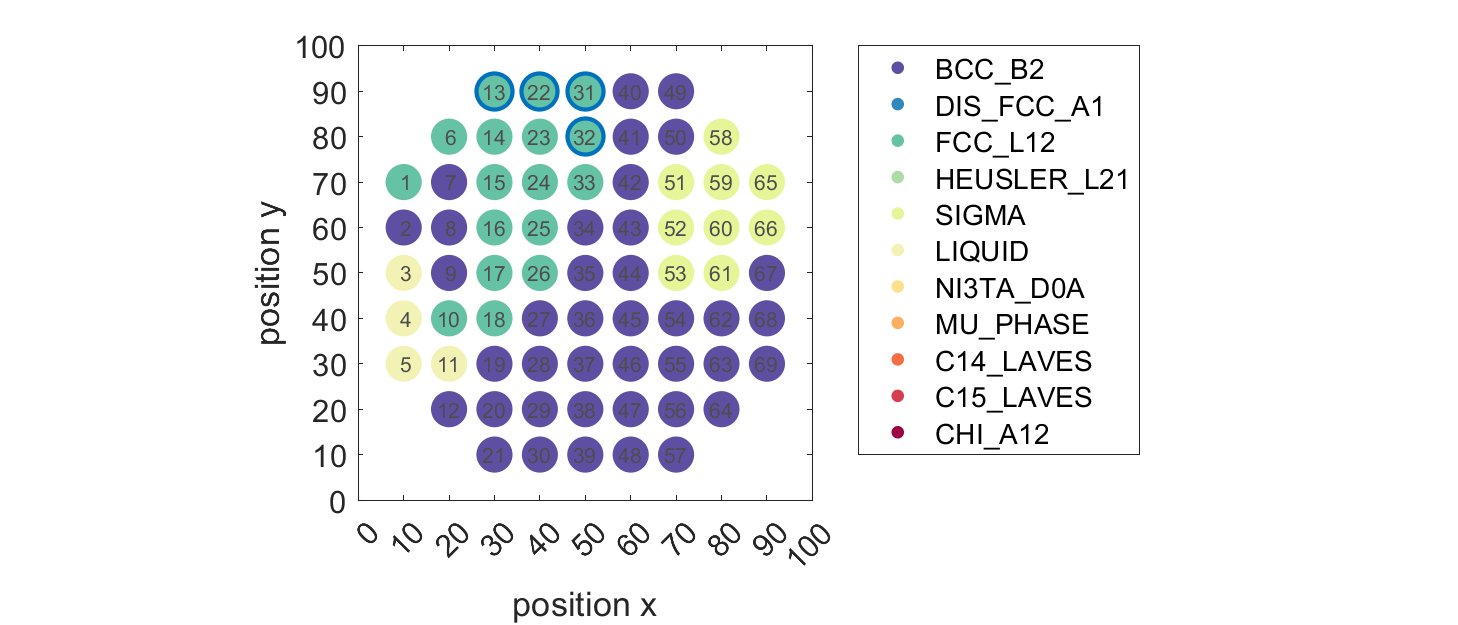 100
90
80
70
60
50
40
30
20
10
0
position y
13 22 31 40 49
6 14 23 32 41 50 58
1 7 15 24 33 42 51 59 65
2 8 16 25 34 43 52 60 66
3 9 17 26 35 44 53 61 67
4 10 18 27 36 45 54 62 68
5 11 19 28 37 46 55 63 69
12 20 29 38 47 56 64
21 30 39 48 57
0 10 20 30 40 50 60 70 80 90 100
position x
BCC_B2
DIS_FCC_A1
FCC_L12
HEUSLER_L21
SIGMA
LIQUID
NI3TA_D0A
MU_PHASE
C14_LAVES
C15_LAVES
CHI_A12